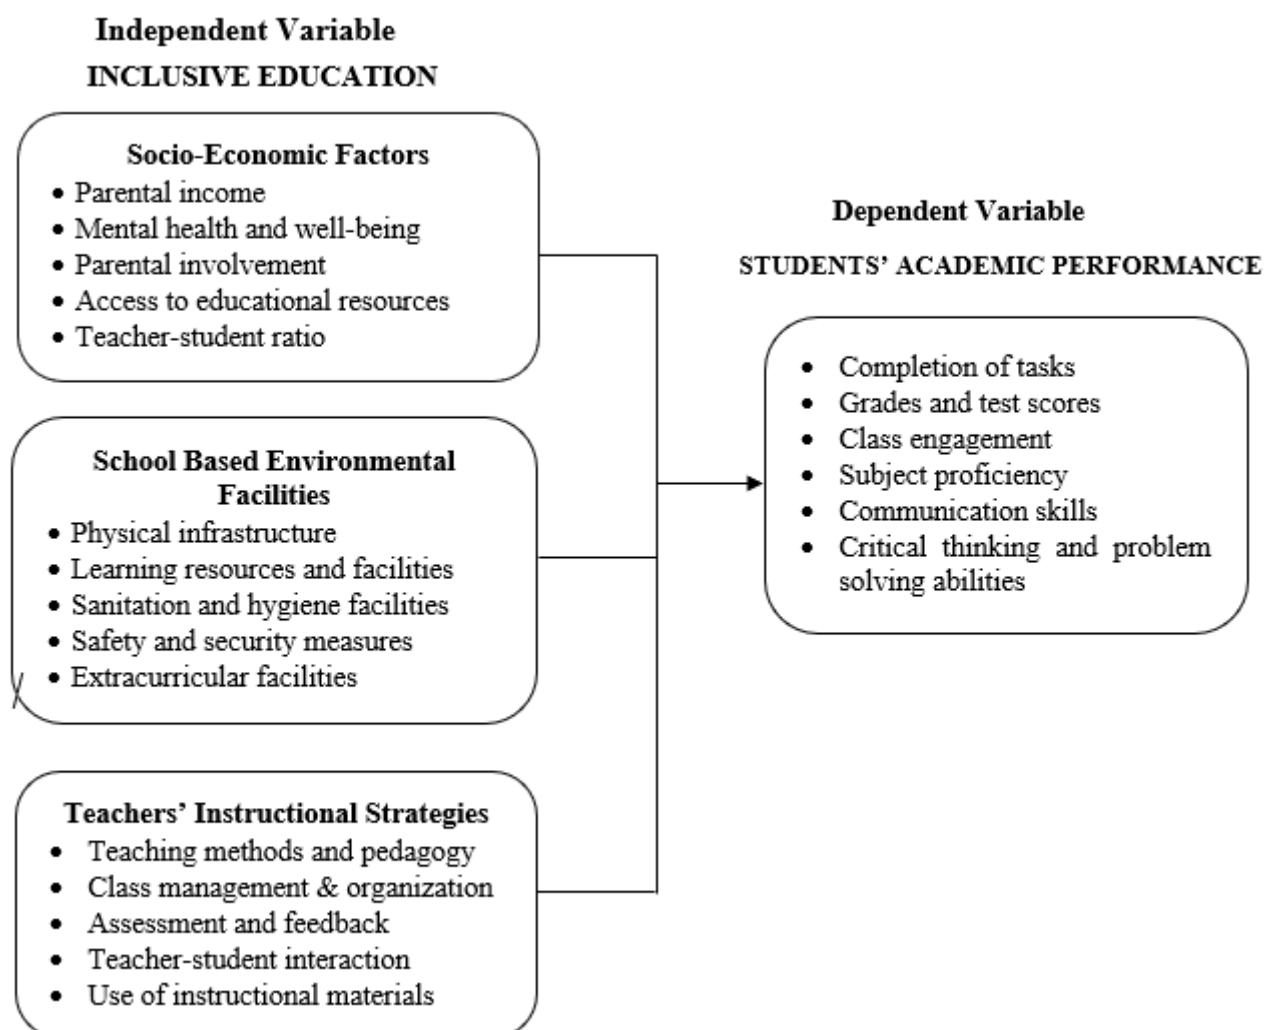 Independent Variable
INCLUSIVE EDUCATION
Socio-Economic Factors
• Parental income
• Mental health and well-being
• Parental involvement
• Access to educational resources
• Teacher-student ratio
School Based Environmental
Facilities
• Physical infrastructure
• Learning resources and facilities
• Sanitation and hygiene facilities
• Safety and security measures
• Extracurricular facilities
Teachers’ Instructional Strategies
• Teaching methods and pedagogy
• Class management & organization
• Assessment and feedback
• Teacher-student interaction
• Use of instructional materials
Dependent Variable
STUDENTS’ ACADEMIC PERFORMANCE
• Completion of tasks
• Grades and test scores
• Class engagement
• Subject proficiency
• Communication skills
• Critical thinking and problem
solving abilities